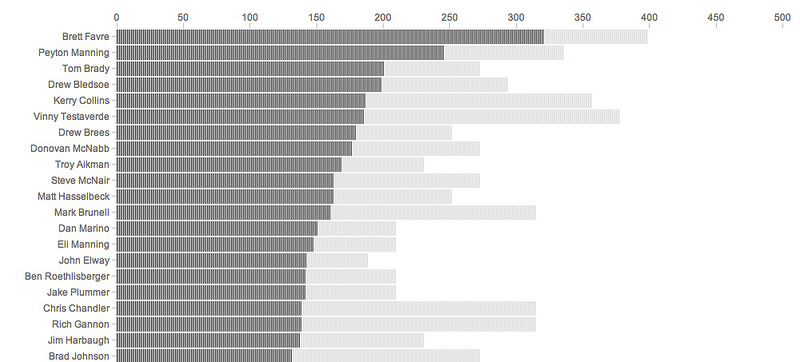 0 50 100 150 200 250 300 350 400 450 500
Brett Favre
Peyton Manning
Tom Brady
Drew Bledsoe
Kerry Collins
Vinny Testaverde
Drew Brees
Donovan McNabb
Troy Aikman
Steve McNair
Matt Hasselbeck
Mark Brunell
Dan Marino
Eli Manning
John Elway
Ben Roethlisberger
Jake Plummer
Chris Chandler
Rich Gannon
Jim Harbaugh
Brad Johnson